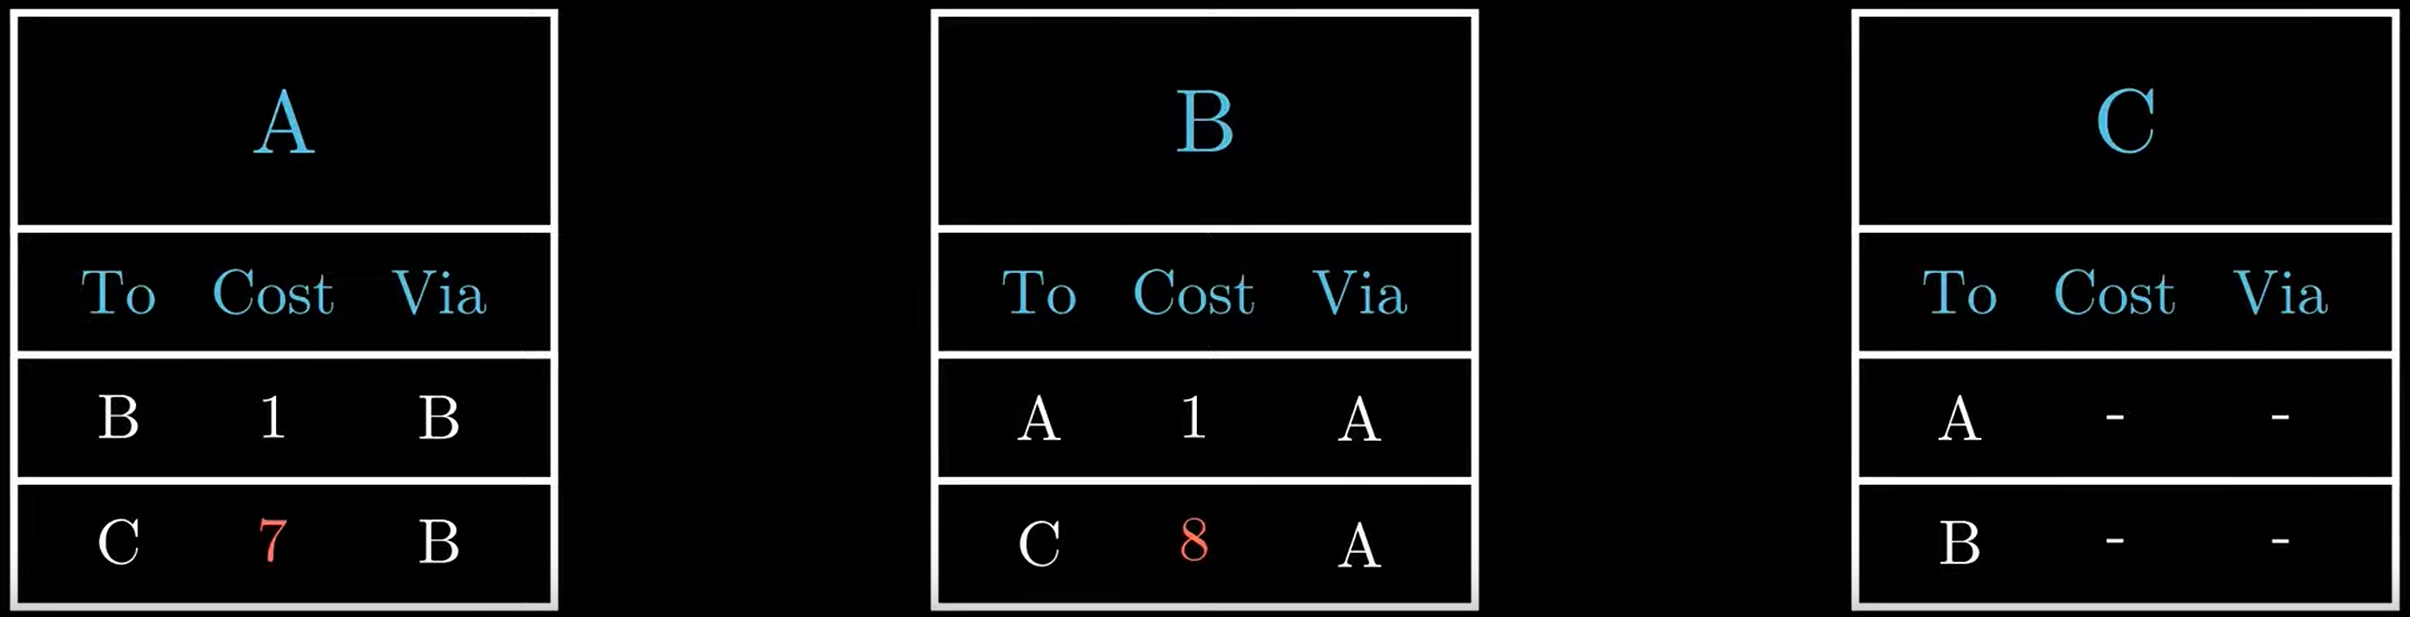 A
To Cost Via
B 1 B
C 7 B
B
To Cost Via
A 1 A
C 8 A
C
To Cost Via
A - -
B - -